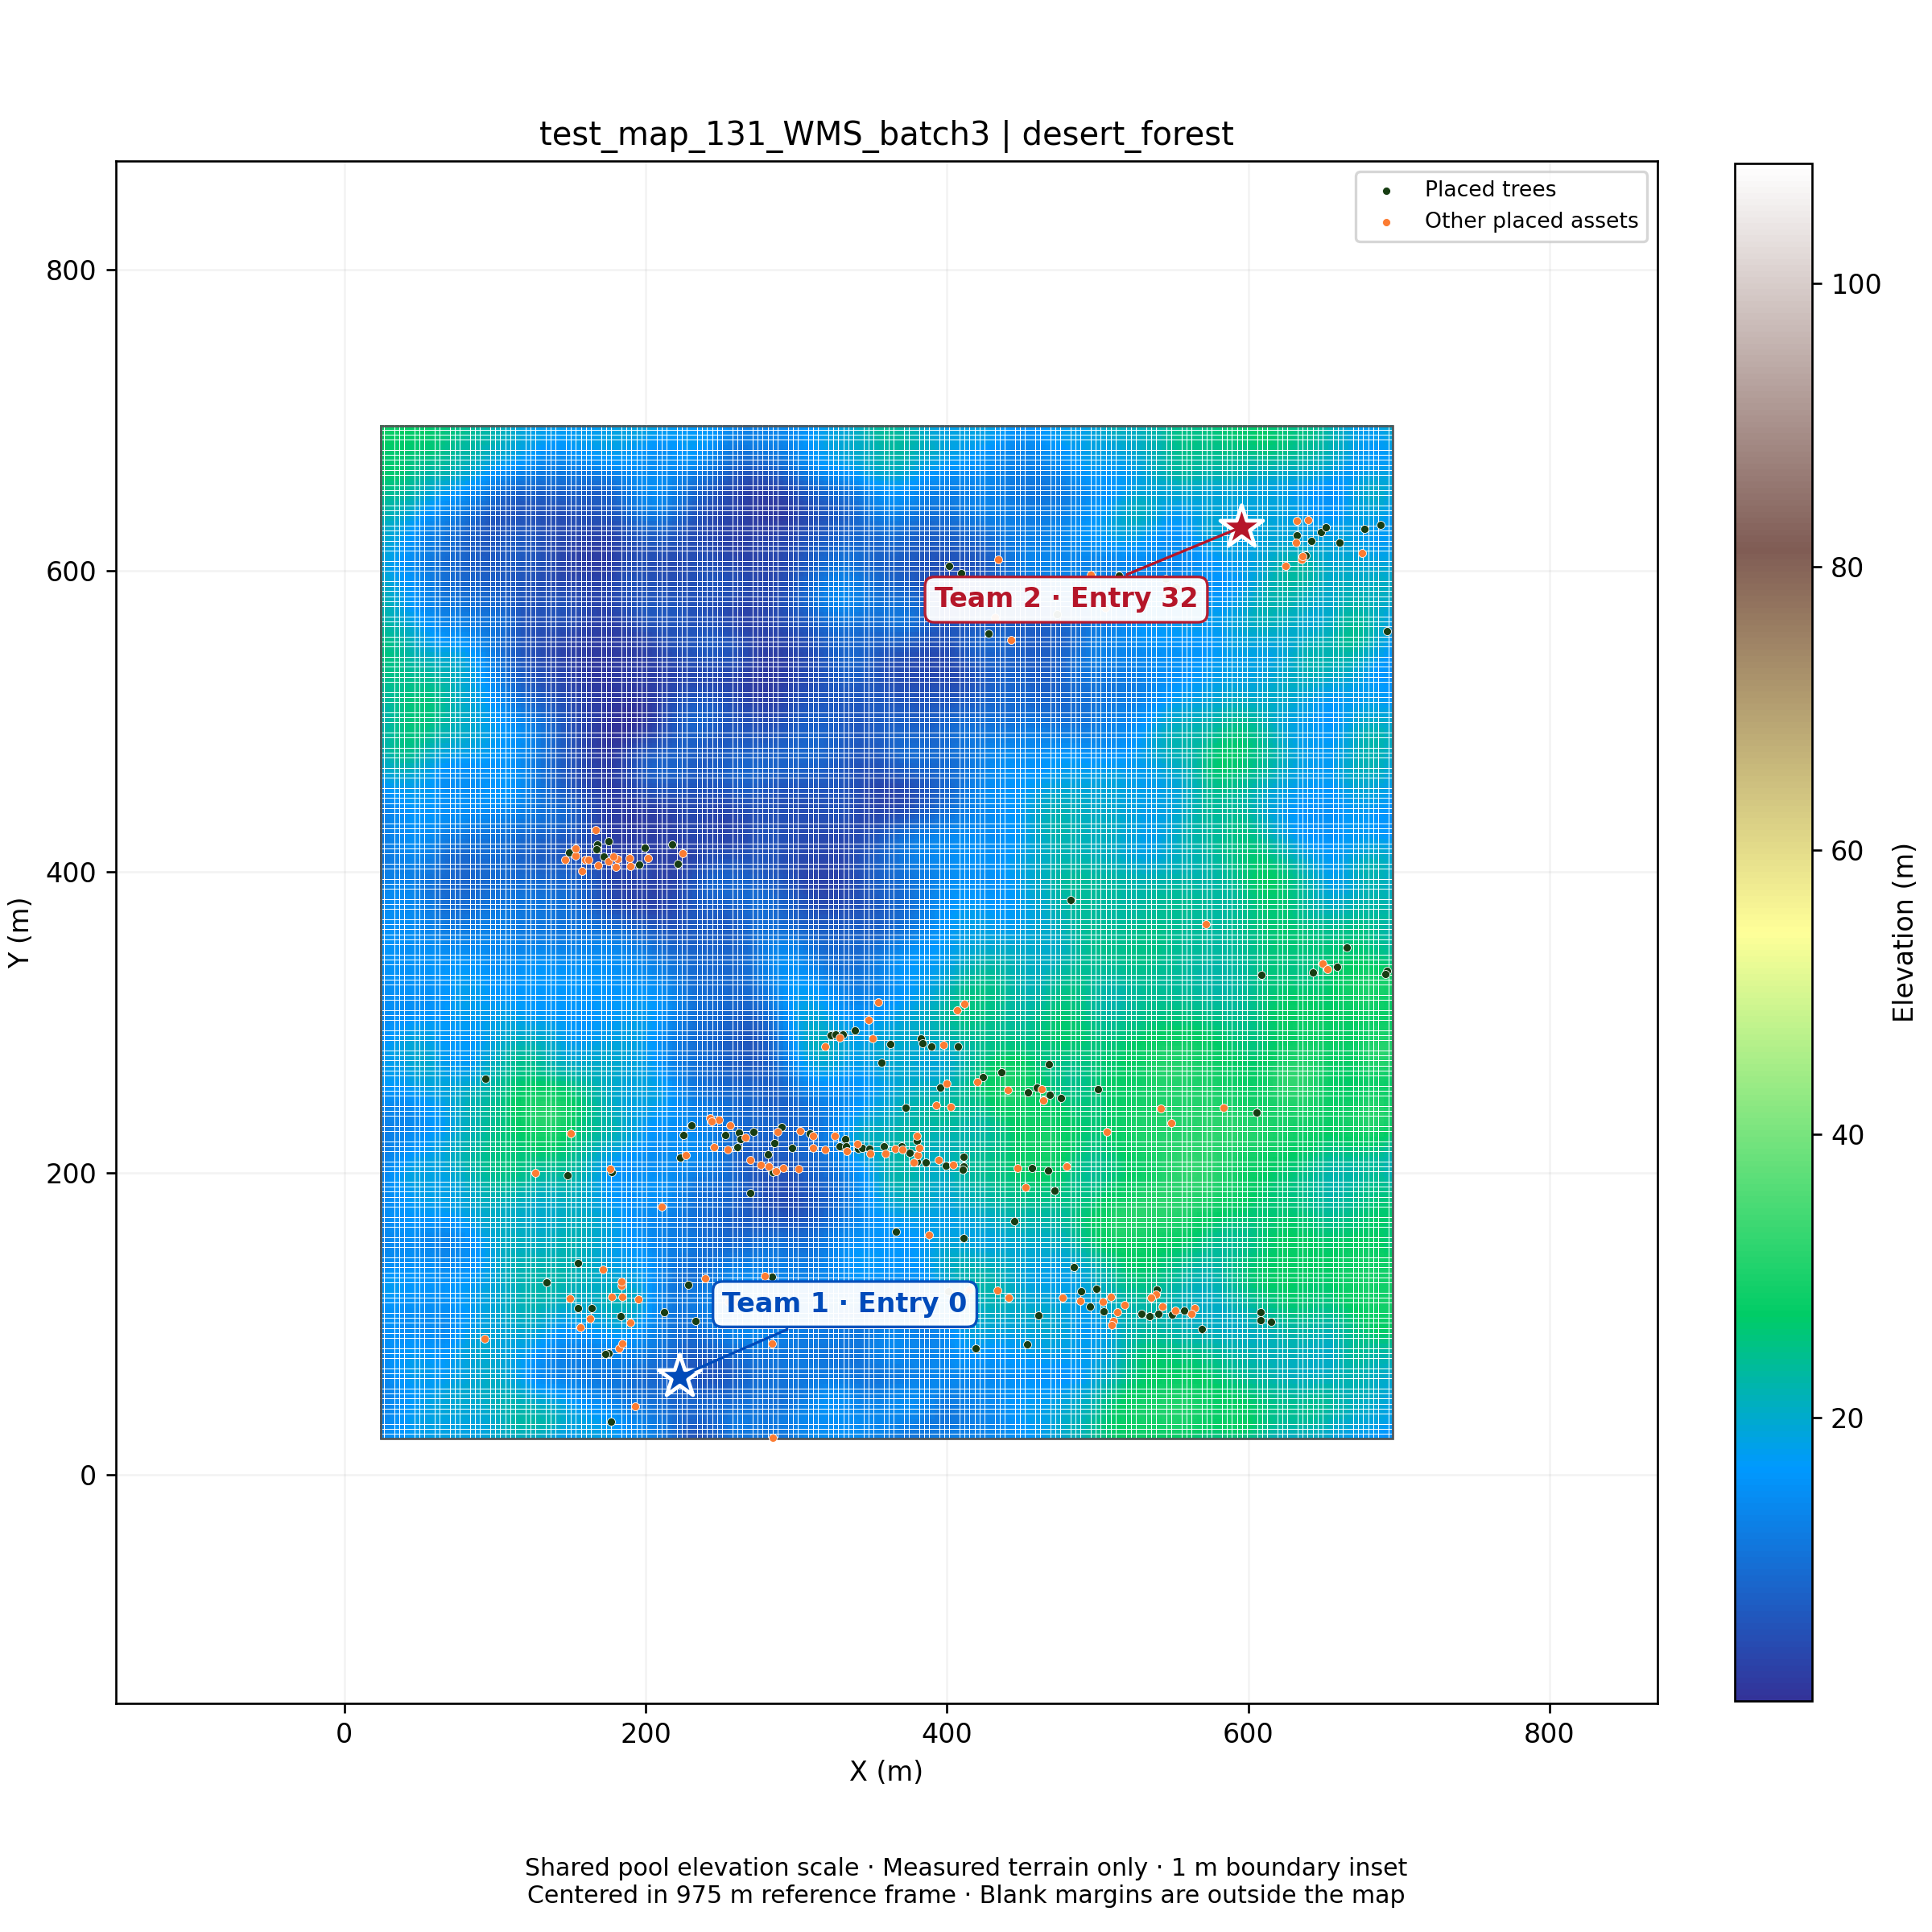 test_map_131_WMS_batch3 | desert_forest
Placed trees
Other placed assets
800
600
400
200
0
Y (m)
0
200
400
600
800
X (m)
Team 2 · Entry 32
Team 1 · Entry 0
100
80
60
40
20
Elevation (m)
Shared pool elevation scale · Measured terrain only · 1 m boundary inset
Centered in 975 m reference frame · Blank margins are outside the map